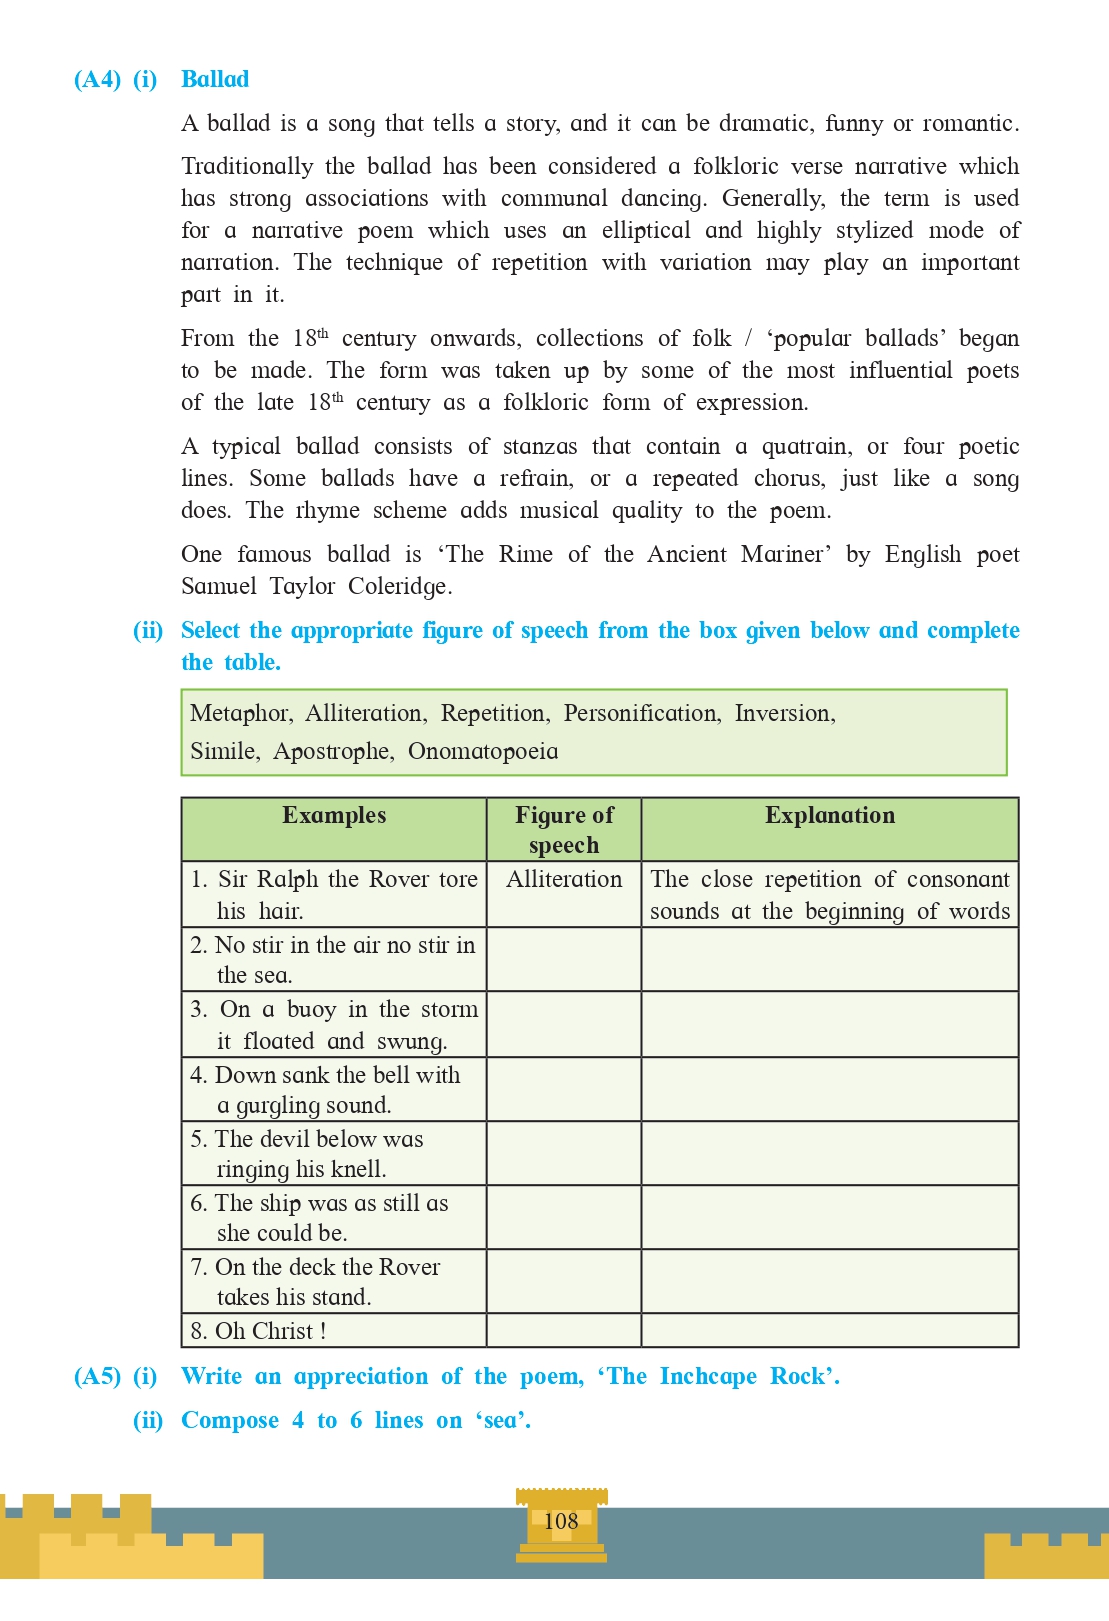 (A4) (i) Ballad
A ballad is a song that tells a story, and it can be dramatic, funny or romantic.
Traditionally the ballad has been considered a folkloric verse narrative which
has strong associations with communal dancing. Generally, the term is used
for a narrative poem which uses an elliptical and highly stylized mode of
narration. The technique of repetition with variation may play an important
part in it.
From the 18th century onwards, collections of folk / ‘popular ballads’ began
to be made. The form was taken up by some of the most influential poets
of the late 18th century as a folkloric form of expression.
A typical ballad consists of stanzas that contain a quatrain, or four poetic
lines. Some ballads have a refrain, or a repeated chorus, just like a song
does. The rhyme scheme adds musical quality to the poem.
One famous ballad is ‘The Rime of the Ancient Mariner’ by English poet
Samuel Taylor Coleridge.
(ii) Select the appropriate figure of speech from the box given below and complete
the table.
Metaphor, Alliteration, Repetition, Personification, Inversion,
Simile, Apostrophe, Onomatopoeia
Examples Figure of speech Explanation
1. Sir Ralph the Rover tore Alliteration The close repetition of consonant
his hair. sounds at the beginning of words
2. No stir in the air no stir in
the sea.
3. On a buoy in the storm
it floated and swung.
4. Down sank the bell with
a gurgling sound.
5. The devil below was
ringing his knell.
6. The ship was as still as
she could be.
7. On the deck the Rover
takes his stand.
8. Oh Christ !
(A5) (i) Write an appreciation of the poem, ‘The Inchcape Rock’.
(ii) Compose 4 to 6 lines on ‘sea’.
108